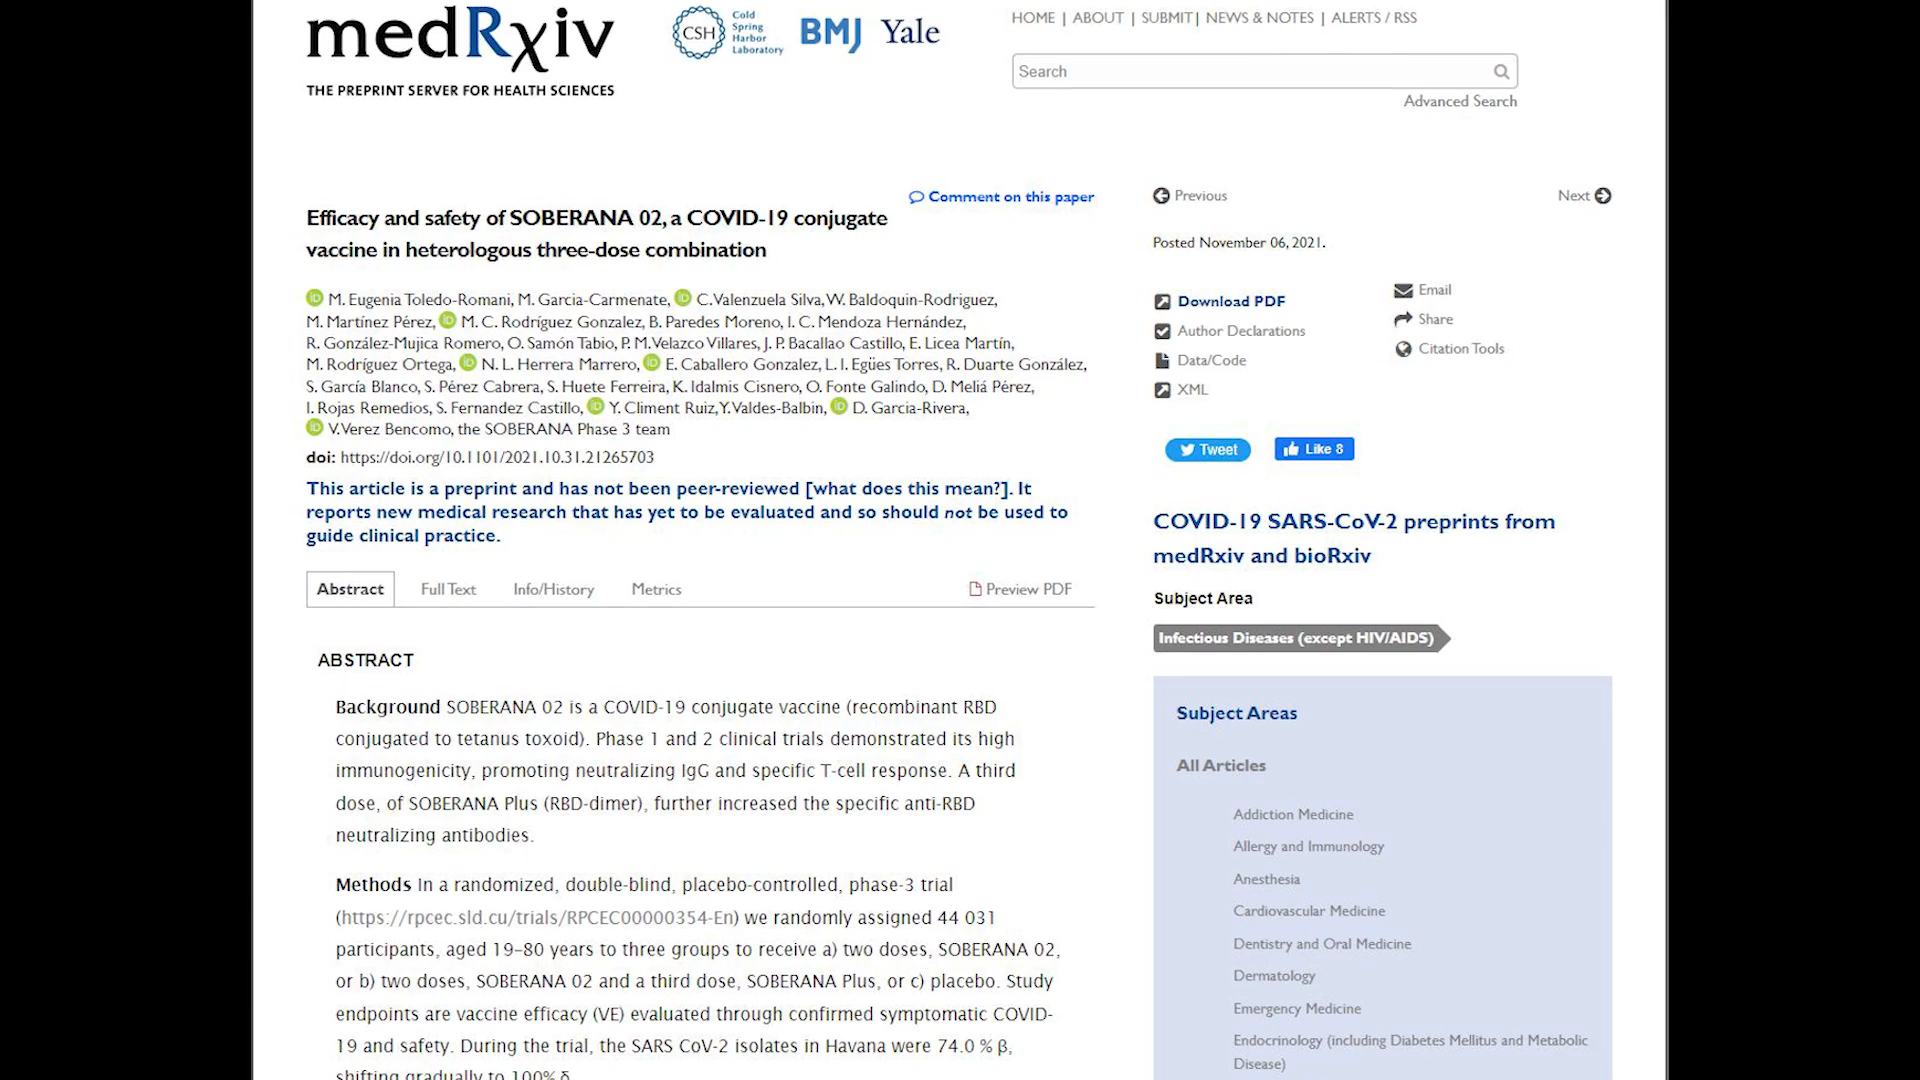 medRxiv
THE PREPRINT SERVER FOR HEALTH SCIENCES
CSH
Cold
Spring
Harbor
Laboratory
BMJ
Yale
HOME | ABOUT | SUBMIT | NEWS & NOTES | ALERTS / RSS
Search
Advanced Search
Comment on this paper
Efficacy and safety of SOBERANA 02, a COVID-19 conjugate
vaccine in heterologous three-dose combination
iD M. Eugenia Toledo-Romani, M. Garcia-Carmenate, iD C. Valenzuela Silva, W. Baldoquin-Rodriguez,
M. Martínez Pérez, iD M. C. Rodríguez Gonzalez, B. Paredes Moreno, I. C. Mendoza Hernández,
R. González-Mujica Romero, O. Samón Tabio, P. M. Velazco Villares, J. P. Bacallao Castillo, E. Licea Martín,
M. Rodríguez Ortega, iD N. L. Herrera Marrero, iD E. Caballero Gonzalez, L. I. Egües Torres, R. Duarte González,
S. García Blanco, S. Pérez Cabrera, S. Huete Ferreira, K. Idalmis Cisnero, O. Fonte Galindo, D. Meliá Pérez,
I. Rojas Remedios, S. Fernandez Castillo, iD Y. Climent Ruiz, Y. Valdes-Balbin, iD D. Garcia-Rivera,
iD V. Verez Bencomo, the SOBERANA Phase 3 team
doi: https://doi.org/10.1101/2021.10.31.21265703
This article is a preprint and has not been peer-reviewed [what does this mean?]. It
reports new medical research that has yet to be evaluated and so should not be used to
guide clinical practice.
Abstract
Full Text
Info/History
Metrics
Preview PDF
ABSTRACT
Background SOBERANA 02 is a COVID-19 conjugate vaccine (recombinant RBD
conjugated to tetanus toxoid). Phase 1 and 2 clinical trials demonstrated its high
immunogenicity, promoting neutralizing IgG and specific T-cell response. A third
dose, of SOBERANA Plus (RBD-dimer), further increased the specific anti-RBD
neutralizing antibodies.
Methods In a randomized, double-blind, placebo-controlled, phase-3 trial
(https://rpcec.sld.cu/trials/RPCEC00000354-En) we randomly assigned 44 031
participants, aged 19–80 years to three groups to receive a) two doses, SOBERANA 02,
or b) two doses, SOBERANA 02 and a third dose, SOBERANA Plus, or c) placebo. Study
endpoints are vaccine efficacy (VE) evaluated through confirmed symptomatic COVID-
19 and safety. During the trial, the SARS CoV-2 isolates in Havana were 74.0 % β,
shifting gradually to 100% δ
Previous
Next
Posted November 06, 2021.
Download PDF
Author Declarations
Data/Code
XML
Email
Share
Citation Tools
Tweet
Like 8
COVID-19 SARS-CoV-2 preprints from
medRxiv and bioRxiv
Subject Area
Infectious Diseases (except HIV/AIDS)
Subject Areas
All Articles
Addiction Medicine
Allergy and Immunology
Anesthesia
Cardiovascular Medicine
Dentistry and Oral Medicine
Dermatology
Emergency Medicine
Endocrinology (including Diabetes Mellitus and Metabolic
Disease)